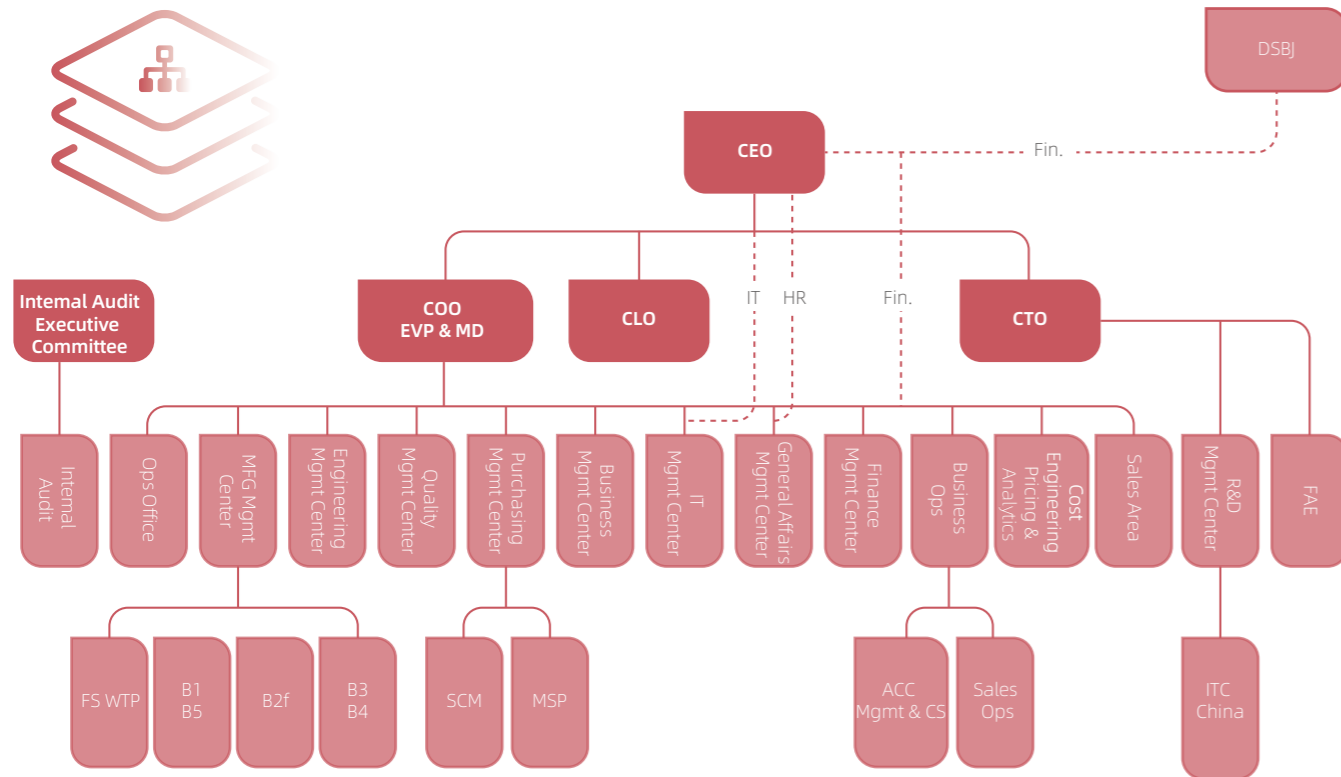 DSBJ
CEO
Fin.
Intemal Audit
Executive
Committee
COO
EVP & MD
CLO
IT
HR
Fin.
CTO
Internal
Audit
Ops Office
MFG Mgmt
Center
Engineering
Mgmt Center
Quality
Mgmt Center
Purchasing
Mgmt Center
Business
Mgmt Center
IT
Mgmt Center
General Affairs
Mgmt Center
Finance
Mgmt Center
Business
Ops
Cost
Engineering
Pricing &
Analytics
Sales Area
R&D
Mgmt Center
FAE
FS WTP
B1
B5
B2f
B3
B4
SCM
MSP
ACC
Mgmt & CS
Sales
Ops
ITC
China